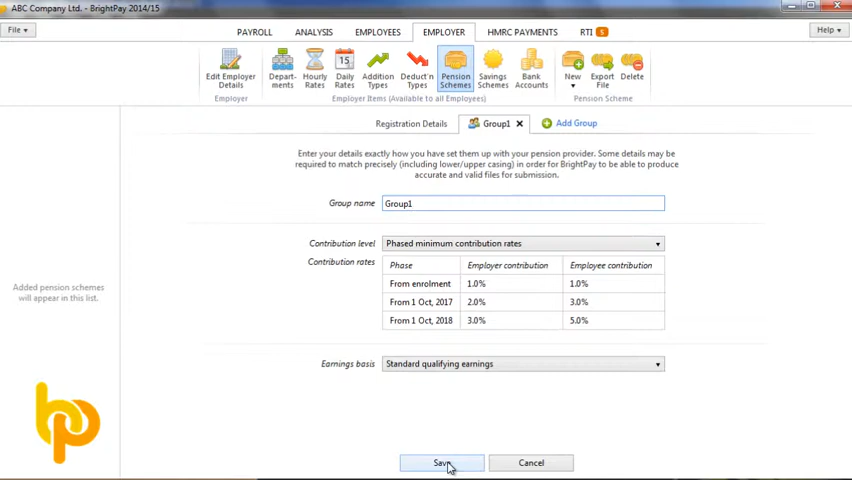 ABC Company Ltd. - BrightPay 2014/15
File
PAYROLL ANALYSIS EMPLOYEES EMPLOYER HMRC PAYMENTS RTI 5
Help
Edit Employer Details
Depart-ments
Hourly Rates
Daily Rates
15
Addition Types
Deduct'n Types
Pension Schemes
Savings Schemes
Bank Accounts
New
Export File
Delete
Employer
Employer Items (Available to all Employees)
Pension Scheme
Registration Details Group1 Add Group
Enter your details exactly how you have set them up with your pension provider. Some details may be
required to match precisely (including lower/upper casing) in order for BrightPay to be able to produce
accurate and valid files for submission.
Group name Group1
Contribution level Phased minimum contribution rates
Contribution rates Phase Employer contribution Employee contribution
From enrolment 1.0% 1.0%
From 1 Oct, 2017 2.0% 3.0%
From 1 Oct, 2018 3.0% 5.0%
Added pension schemes
will appear in this list.
Earnings basis Standard qualifying earnings
bp
Save Cancel